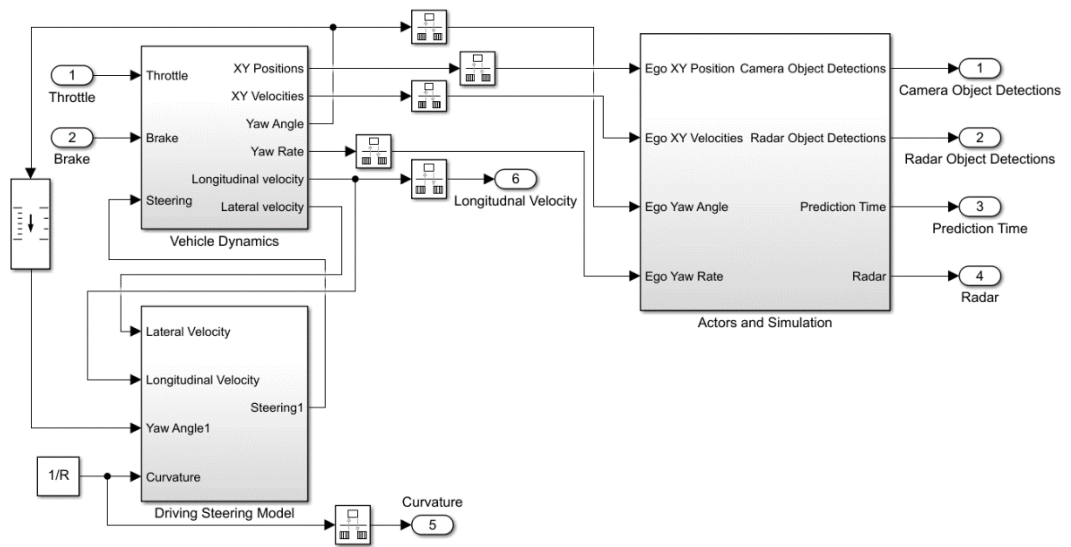 1
Throttle
2
Brake
Throttle
Brake
Steering
XY Positions
XY Velocities
Yaw Angle
Yaw Rate
Longitudinal velocity
Lateral velocity
Vehicle Dynamics
6
Longitudnal Velocity
Ego XY Position
Ego XY Velocities
Ego Yaw Angle
Ego Yaw Rate
Camera Object Detections
Radar Object Detections
Prediction Time
Radar
Actors and Simulation
1
Camera Object Detections
2
Radar Object Detections
3
Prediction Time
4
Radar
Lateral Velocity
Longitudinal Velocity
Yaw Angle1
Curvature
Steering1
Driving Steering Model
1/R
Curvature
5